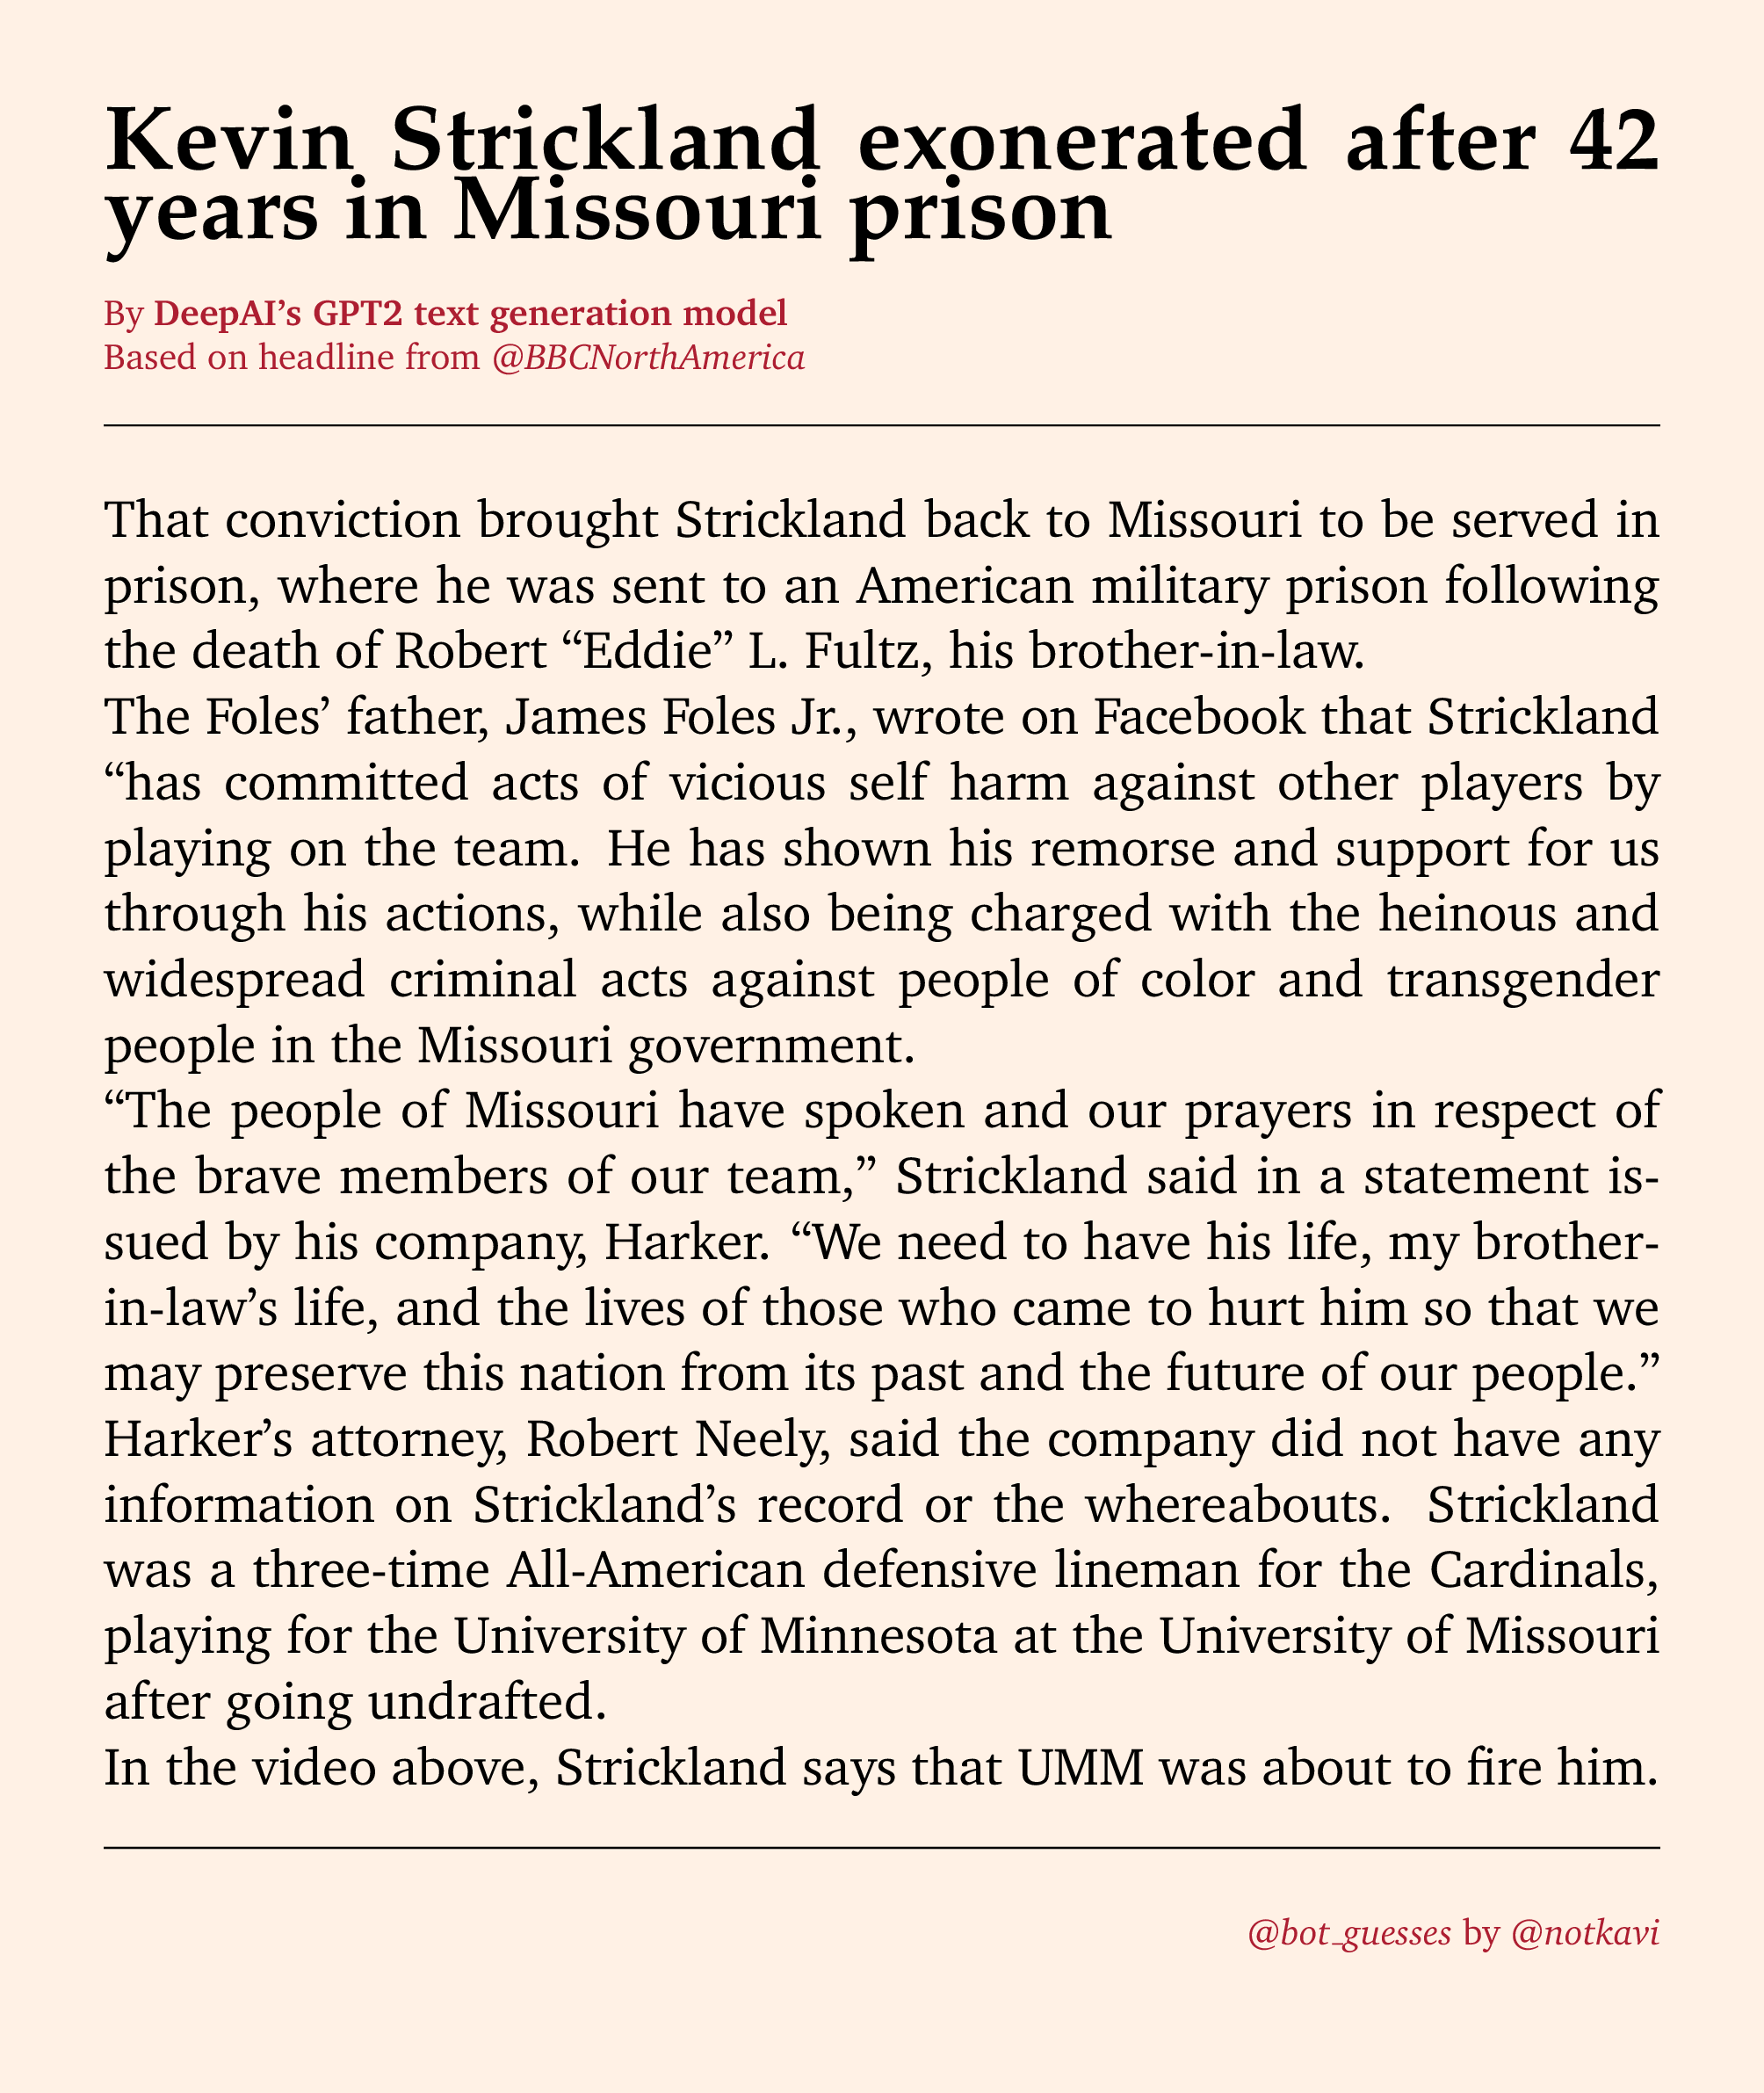 Kevin Strickland exonerated after 42
years in Missouri prison
By DeepAI’s GPT2 text generation model
Based on headline from @BBCNorthAmerica
That conviction brought Strickland back to Missouri to be served in
prison, where he was sent to an American military prison following
the death of Robert “Eddie” L. Fultz, his brother-in-law.
The Foles’ father, James Foles Jr., wrote on Facebook that Strickland
“has committed acts of vicious self harm against other players by
playing on the team. He has shown his remorse and support for us
through his actions, while also being charged with the heinous and
widespread criminal acts against people of color and transgender
people in the Missouri government.
“The people of Missouri have spoken and our prayers in respect of
the brave members of our team,” Strickland said in a statement is-
sued by his company, Harker. “We need to have his life, my brother-
in-law’s life, and the lives of those who came to hurt him so that we
may preserve this nation from its past and the future of our people.”
Harker’s attorney, Robert Neely, said the company did not have any
information on Strickland’s record or the whereabouts. Strickland
was a three-time All-American defensive lineman for the Cardinals,
playing for the University of Minnesota at the University of Missouri
after going undrafted.
In the video above, Strickland says that UMM was about to fire him.
@bot_guesses by @notkavi